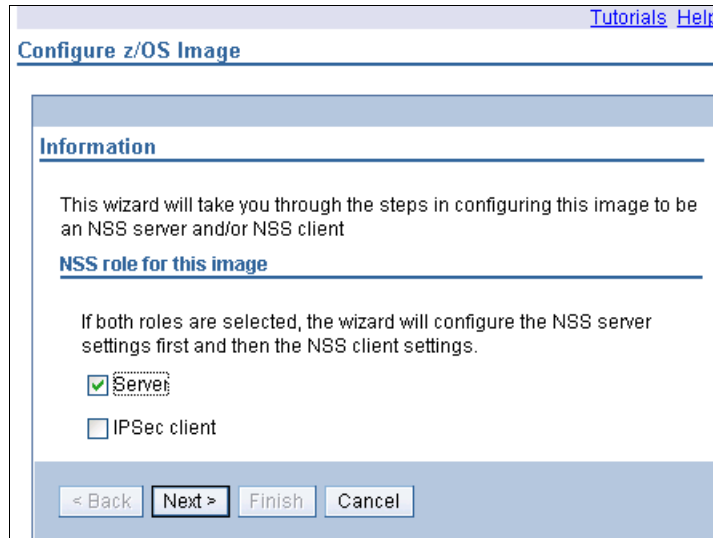 Tutorials Help
Configure z/OS Image
Information
This wizard will take you through the steps in configuring this image to be
an NSS server and/or NSS client
NSS role for this image
If both roles are selected, the wizard will configure the NSS server
settings first and then the NSS client settings.
Server
IPSec client
< Back Next > Finish Cancel